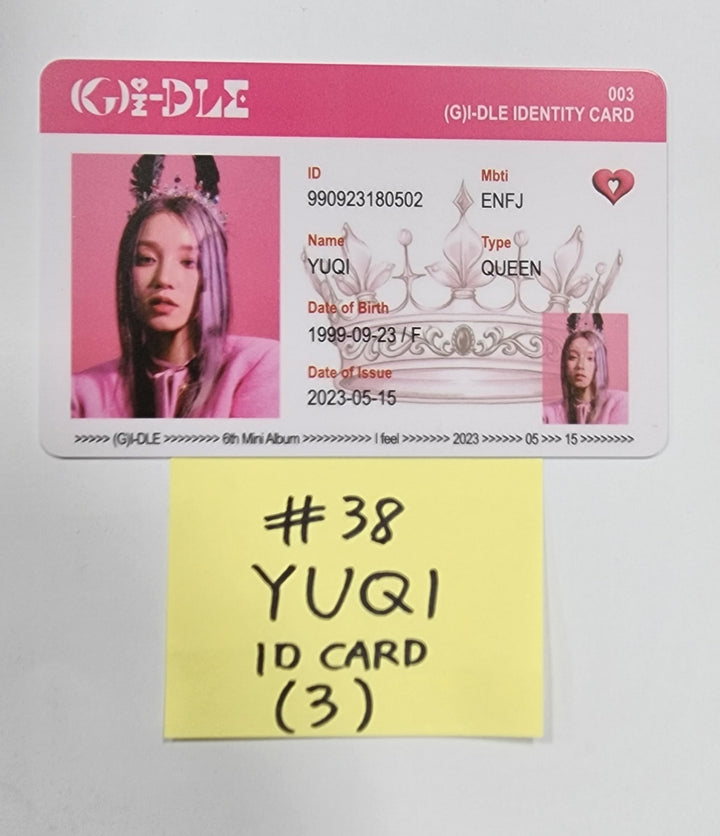 (G)I-DLE
003
(G)I-DLE IDENTITY CARD
ID
990923180502
Mbti
ENFJ
Name
YUQI
Type
QUEEN
Date of Birth
1999-09-23 / F
Date of Issue
2023-05-15
>>>>> (G)I-DLE >>>>>>>> 6th Mini Album >>>>>>>>>> I feel >>>>>>> 2023 >>>>>> 05 >>> 15 >>>>>>>>
#38
YUQI
ID CARD
(3)